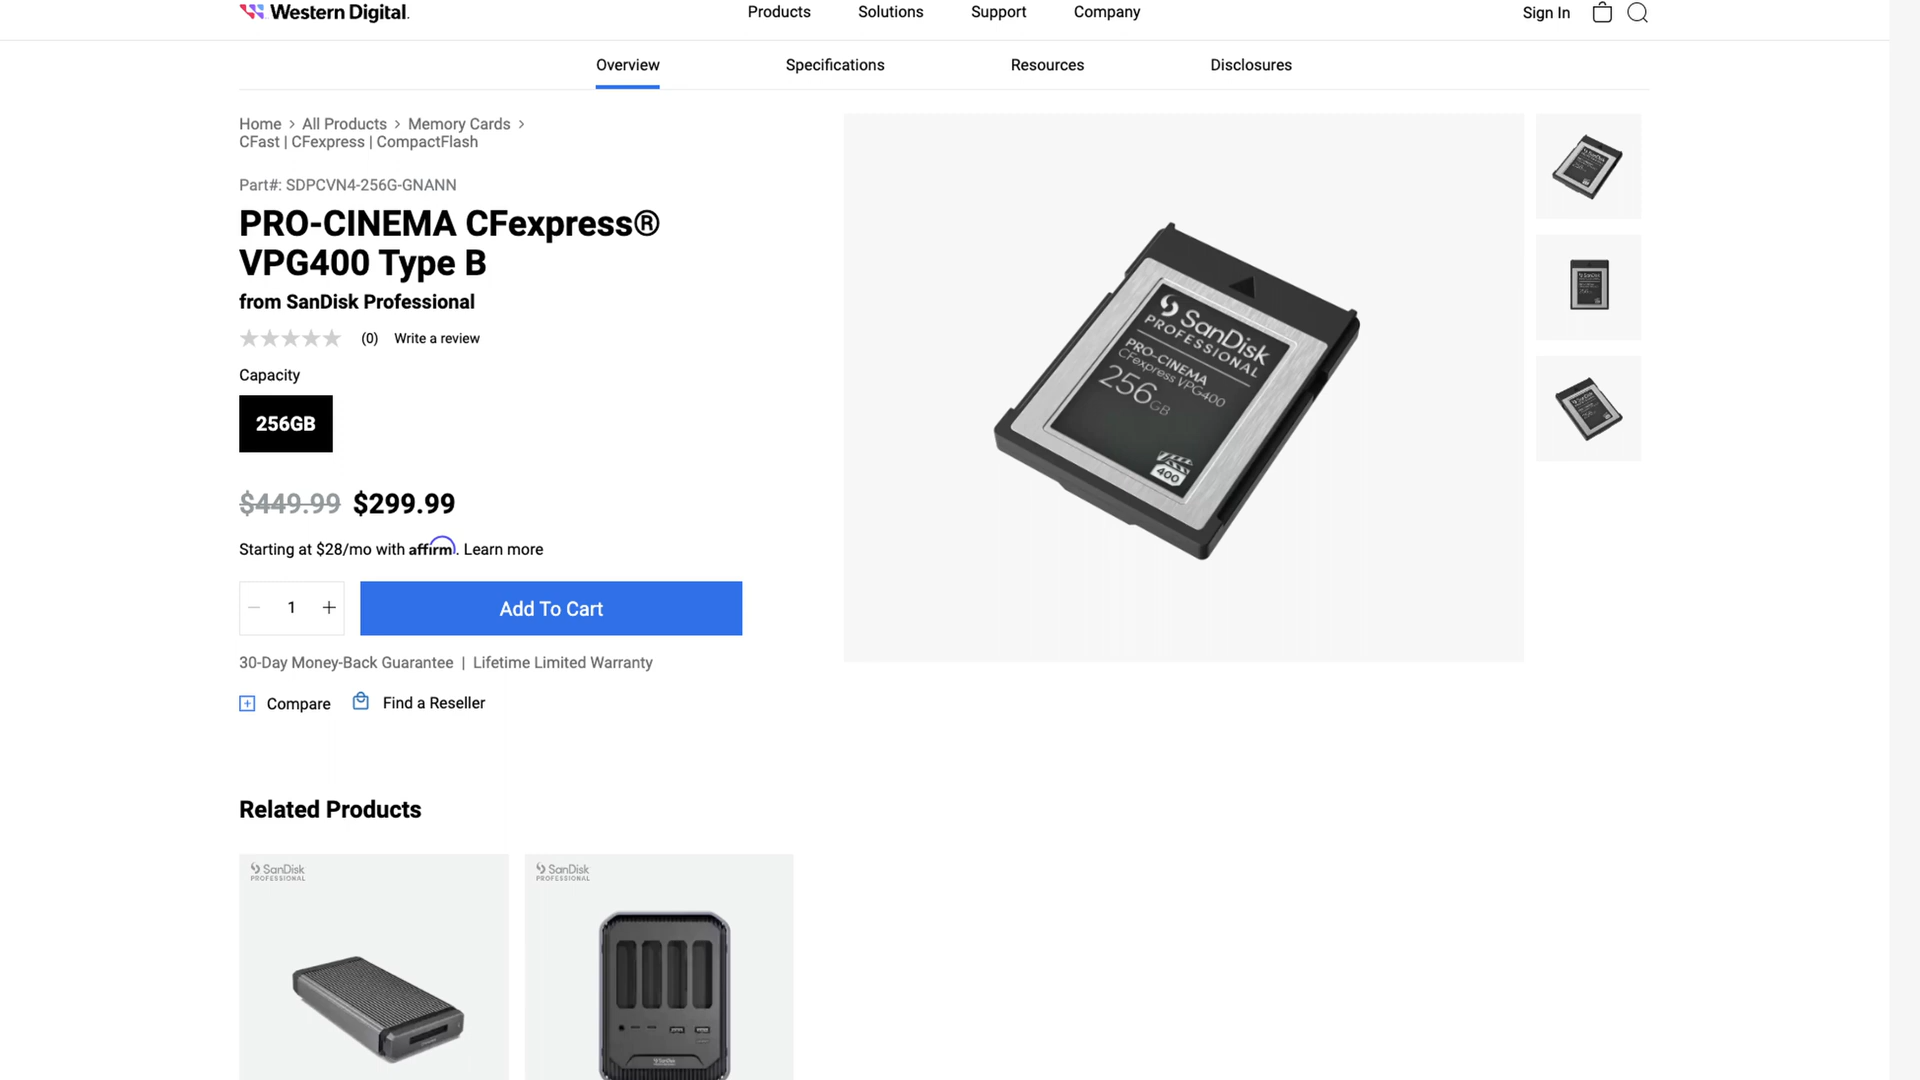 Western Digital.
Products
Solutions
Support
Company
Sign In
Overview
Specifications
Resources
Disclosures
Home > All Products > Memory Cards >
CFast | CFexpress | CompactFlash
Part#: SDPCVN4-256G-GNANN
PRO-CINEMA CFexpress®
VPG400 Type B
from SanDisk Professional
(0) Write a review
Capacity
256GB
$449.99 $299.99
Starting at $28/mo with affirm. Learn more
1
Add To Cart
30-Day Money-Back Guarantee | Lifetime Limited Warranty
Compare
Find a Reseller
SanDisk
PROFESSIONAL
PRO-CINEMA
CFexpress VPG400
256GB
400
Related Products
SanDisk
PROFESSIONAL
SanDisk
PROFESSIONAL